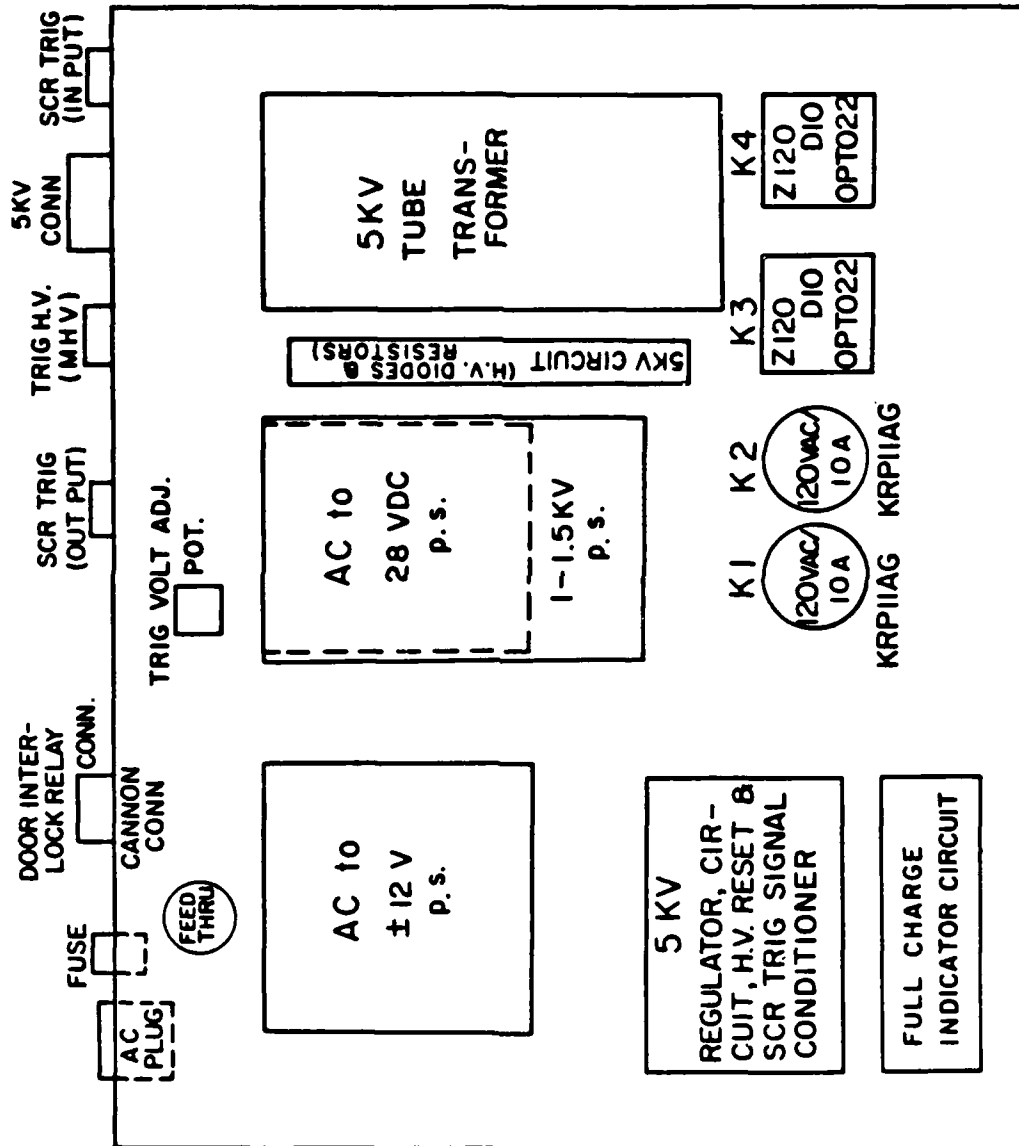 AC
PLUG
FUSE
FEED
THRU
DOOR INTER-
LOCK RELAY
CONN.
CANNON
CONN
TRIG VOLT ADJ.
POT.
SCR TRIG
(OUT PUT)
TRIG H.V.
(MHV)
5KV
CONN
SCR TRIG
(IN PUT)
AC to
±12 V
p.s.
AC to
28 VDC
p.s.
1-1.5KV
p.s.
5KV CIRCUIT (H.V. DIODES &
RESISTORS)
5KV
TUBE
TRANS-
FORMER
5 KV
REGULATOR, CIR-
CUIT, H.V. RESET &
SCR TRIG SIGNAL
CONDITIONER
FULL CHARGE
INDICATOR CIRCUIT
K1
120VAC/
10A
KRP11AG
K2
120VAC/
10A
KRP11AG
K3
Z120
D10
OPTO22
K4
Z120
D10
OPTO22